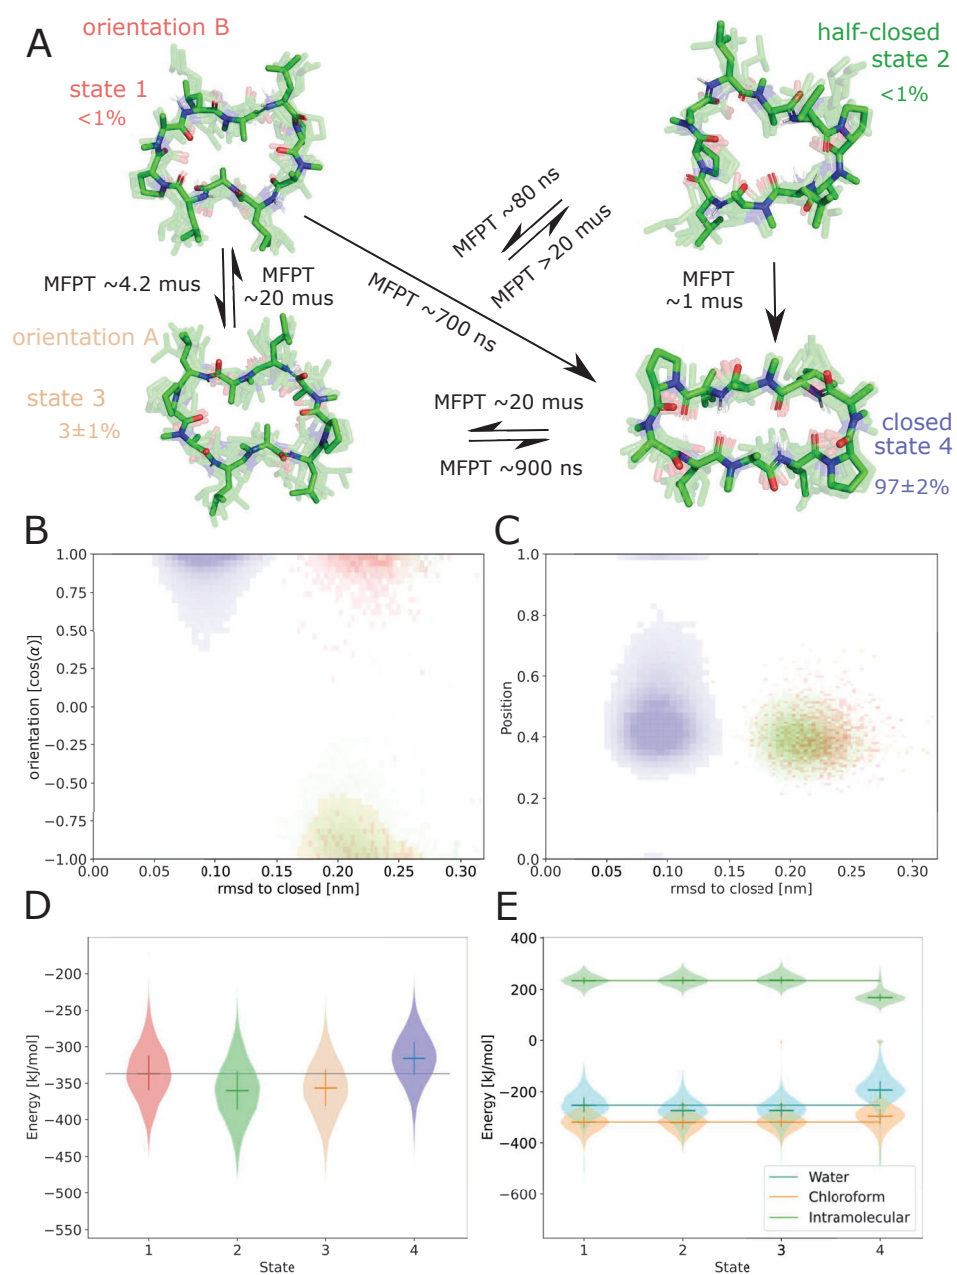 A
orientation B
state 1
<1%
half-closed
state 2
<1%
MFPT ~80 ns
MFPT >20 mus
MFPT ~4.2 mus
MFPT
~20 mus
MFPT ~700 ns
MFPT
~1 mus
orientation A
state 3
3±1%
MFPT ~20 mus
MFPT ~900 ns
closed
state 4
97±2%
B
1.00
0.75
0.50
0.25
0.00
−0.25
−0.50
−0.75
−1.00
orientation [cos(α)]
0.00 0.05 0.10 0.15 0.20 0.25 0.30
rmsd to closed [nm]
C
1.0
0.8
0.6
0.4
0.2
0.0
Position
0.00 0.05 0.10 0.15 0.20 0.25 0.30
rmsd to closed [nm]
D
−200
−250
−300
−350
−400
−450
−500
−550
Energy [kJ/mol]
1 2 3 4
State
E
400
200
0
−200
−400
−600
Energy [kJ/mol]
Water
Chloroform
Intramolecular
1 2 3 4
State